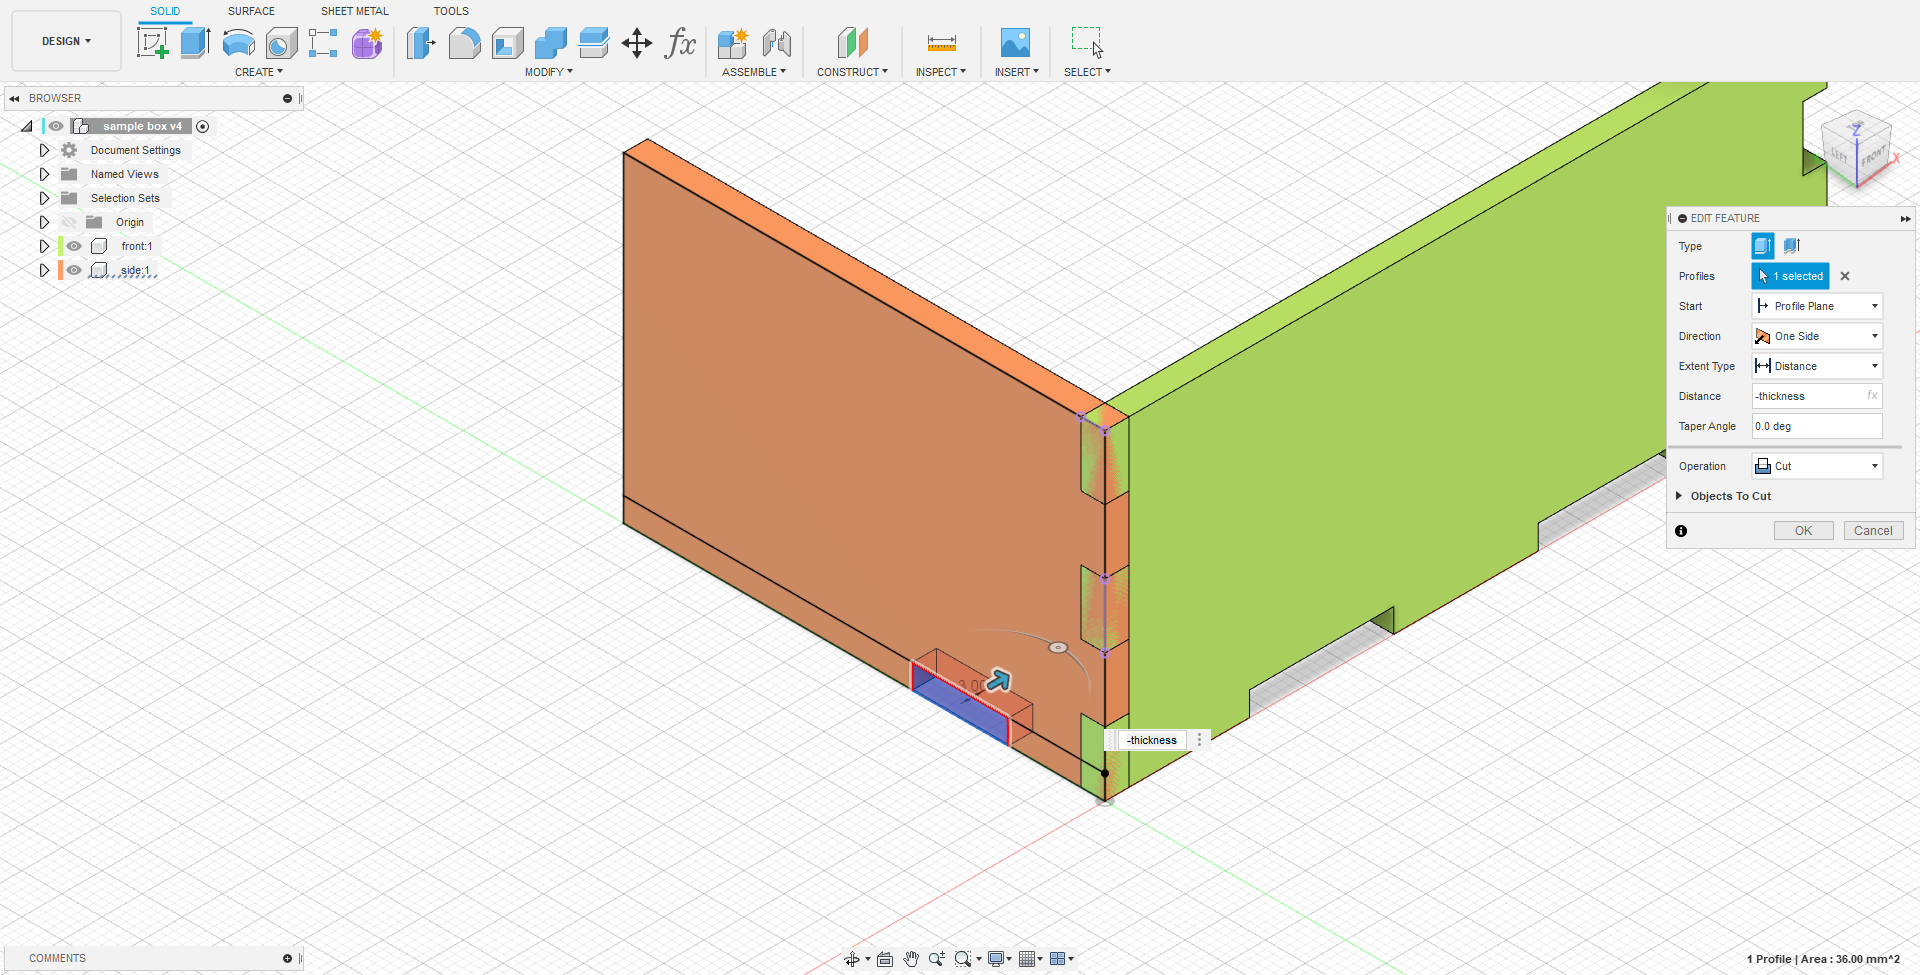 SOLID SURFACE SHEET METAL TOOLS
DESIGN
CREATE MODIFY ASSEMBLE CONSTRUCT INSPECT INSERT SELECT
fx
BROWSER
sample box v4
Document Settings
Named Views
Selection Sets
Origin
front:1
side:1
Z
X
LEFT
FRONT
EDIT FEATURE
Type
Profiles 1 selected
Start Profile Plane
Direction One Side
Extent Type Distance
Distance -thickness fx
Taper Angle 0.0 deg
Operation Cut
Objects To Cut
OK Cancel
-thickness
COMMENTS
1 Profile | Area : 36.00 mm^2